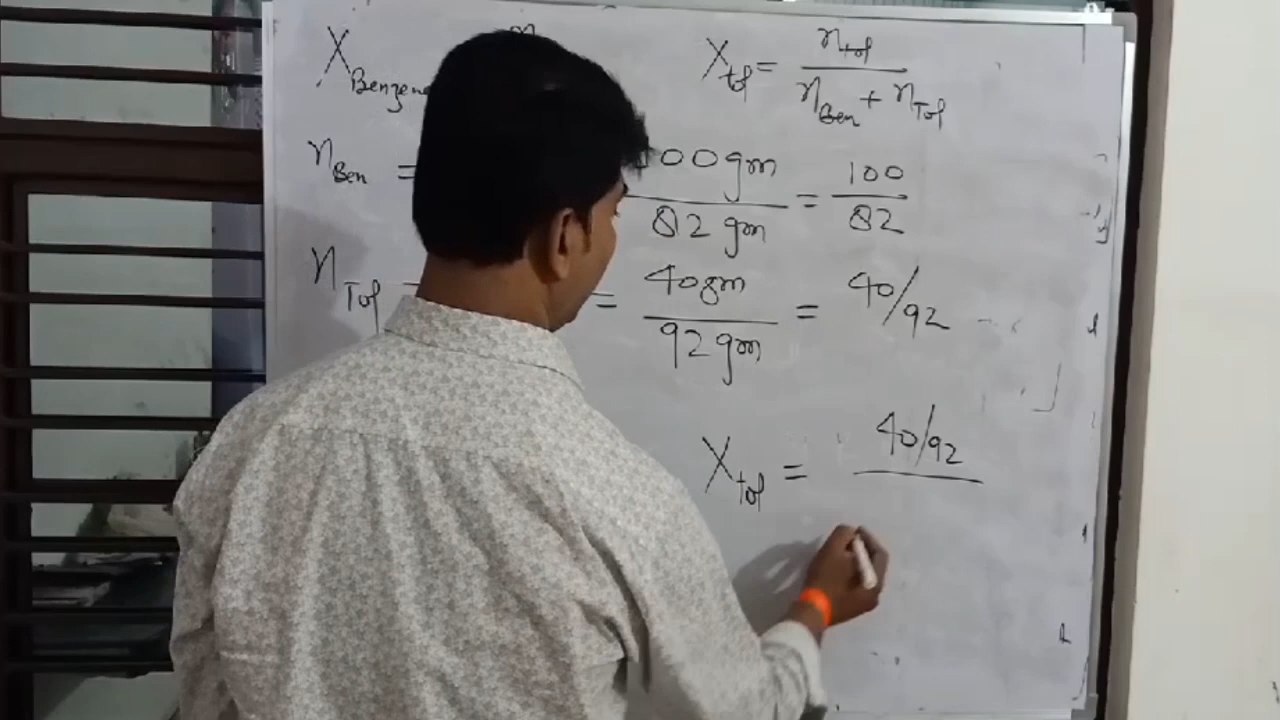 X Benzene n
X tol = n tol / n Ben + n Tol
n Ben = 100 gm / 82 gm = 100 / 82
n Tol = 40 gm / 92 gm = 40/92
X tol = 40/92